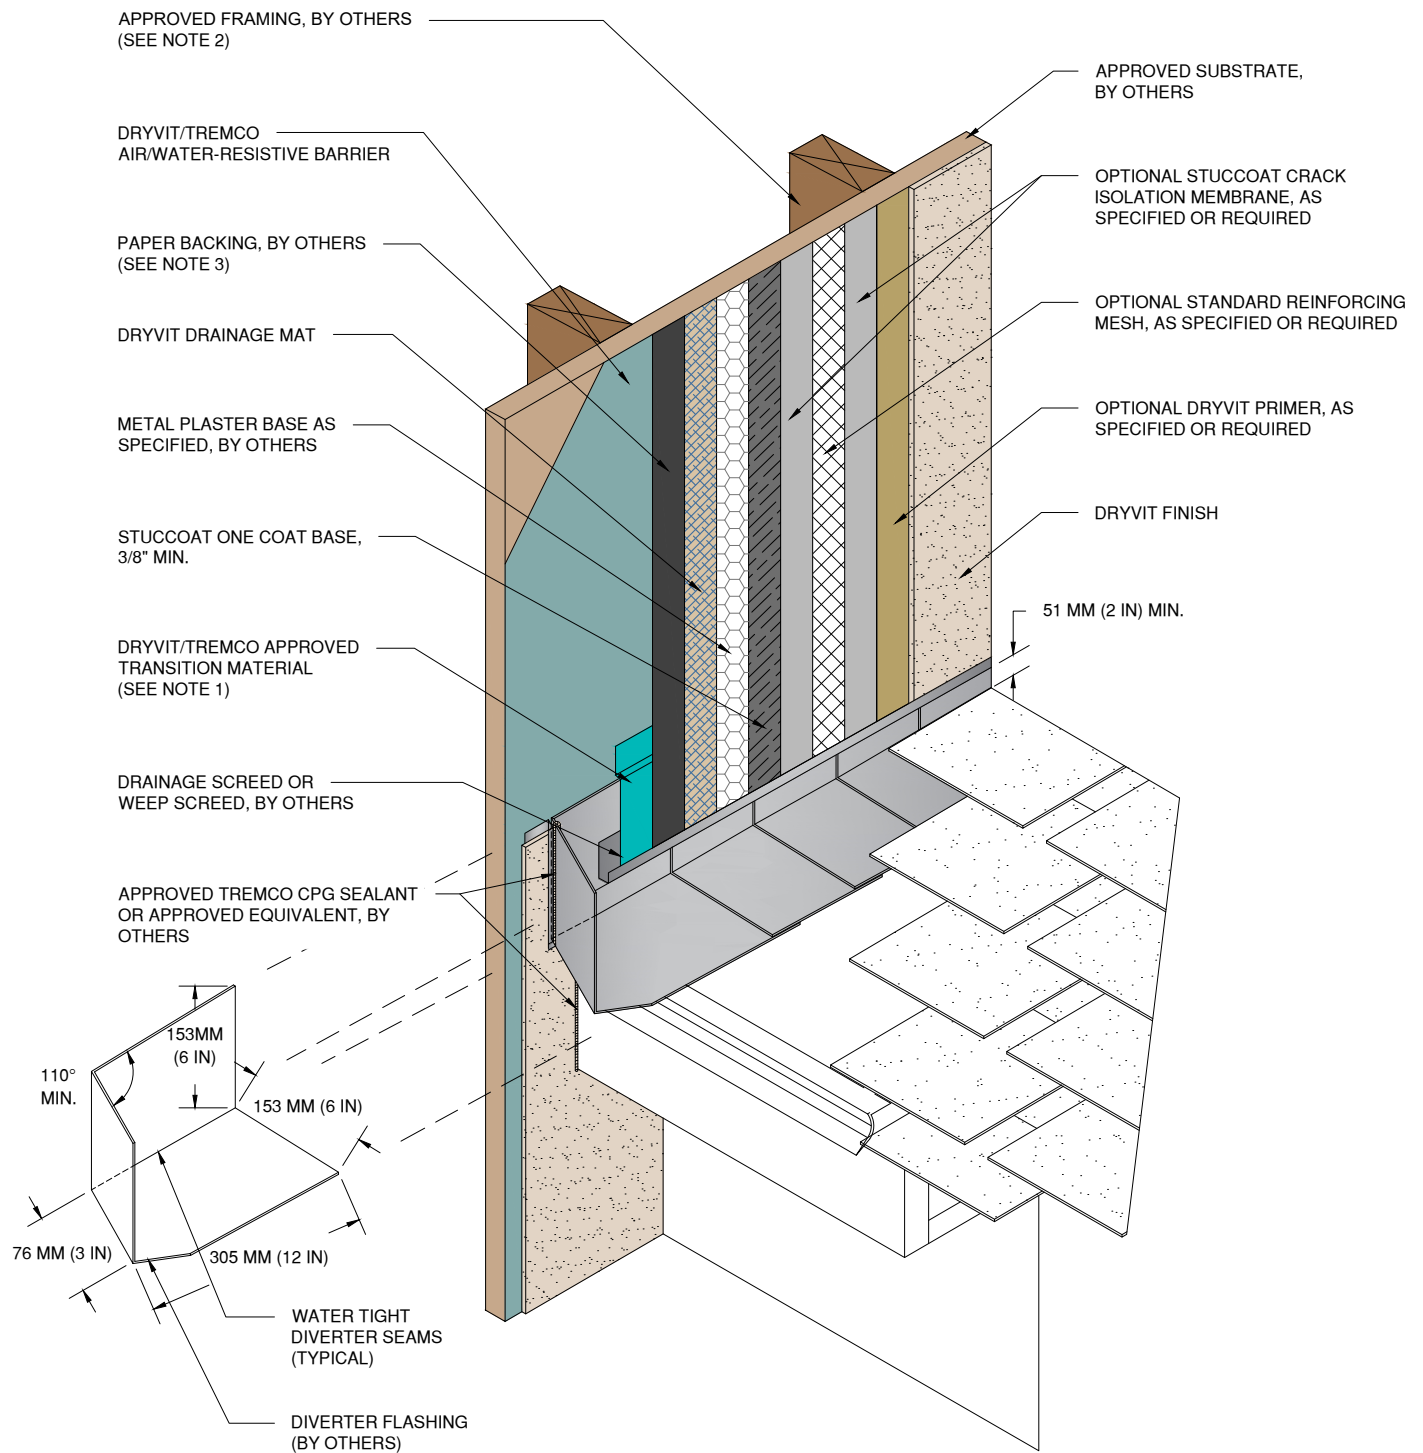 APPROVED FRAMING, BY OTHERS
(SEE NOTE 2)
DRYVIT/TREMCO
AIR/WATER-RESISTIVE BARRIER
PAPER BACKING, BY OTHERS
(SEE NOTE 3)
DRYVIT DRAINAGE MAT
METAL PLASTER BASE AS
SPECIFIED, BY OTHERS
STUCCOAT ONE COAT BASE,
3/8" MIN.
DRYVIT/TREMCO APPROVED
TRANSITION MATERIAL
(SEE NOTE 1)
DRAINAGE SCREED OR
WEEP SCREED, BY OTHERS
APPROVED TREMCO CPG SEALANT
OR APPROVED EQUIVALENT, BY
OTHERS
APPROVED SUBSTRATE,
BY OTHERS
OPTIONAL STUCCOAT CRACK
ISOLATION MEMBRANE, AS
SPECIFIED OR REQUIRED
OPTIONAL STANDARD REINFORCING
MESH, AS SPECIFIED OR REQUIRED
OPTIONAL DRYVIT PRIMER, AS
SPECIFIED OR REQUIRED
DRYVIT FINISH
51 MM (2 IN) MIN.
153MM
(6 IN)
110°
MIN.
153 MM (6 IN)
76 MM (3 IN)
305 MM (12 IN)
WATER TIGHT
DIVERTER SEAMS
(TYPICAL)
DIVERTER FLASHING
(BY OTHERS)